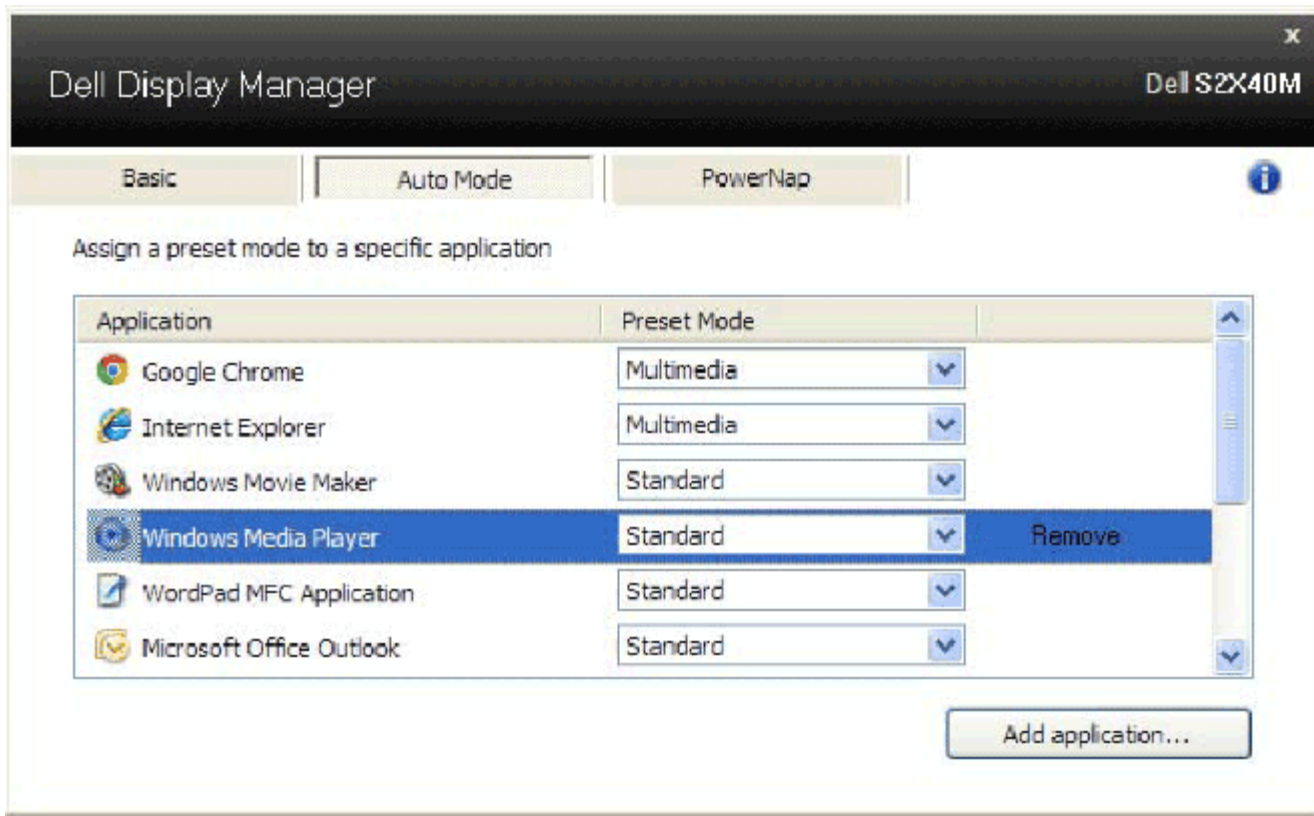 x
Dell Display Manager
Dell S2X40M
Basic Auto Mode PowerNap
Assign a preset mode to a specific application
Application Preset Mode
Google Chrome Multimedia
Internet Explorer Multimedia
Windows Movie Maker Standard
Windows Media Player Standard Remove
WordPad MFC Application Standard
Microsoft Office Outlook Standard
Add application...